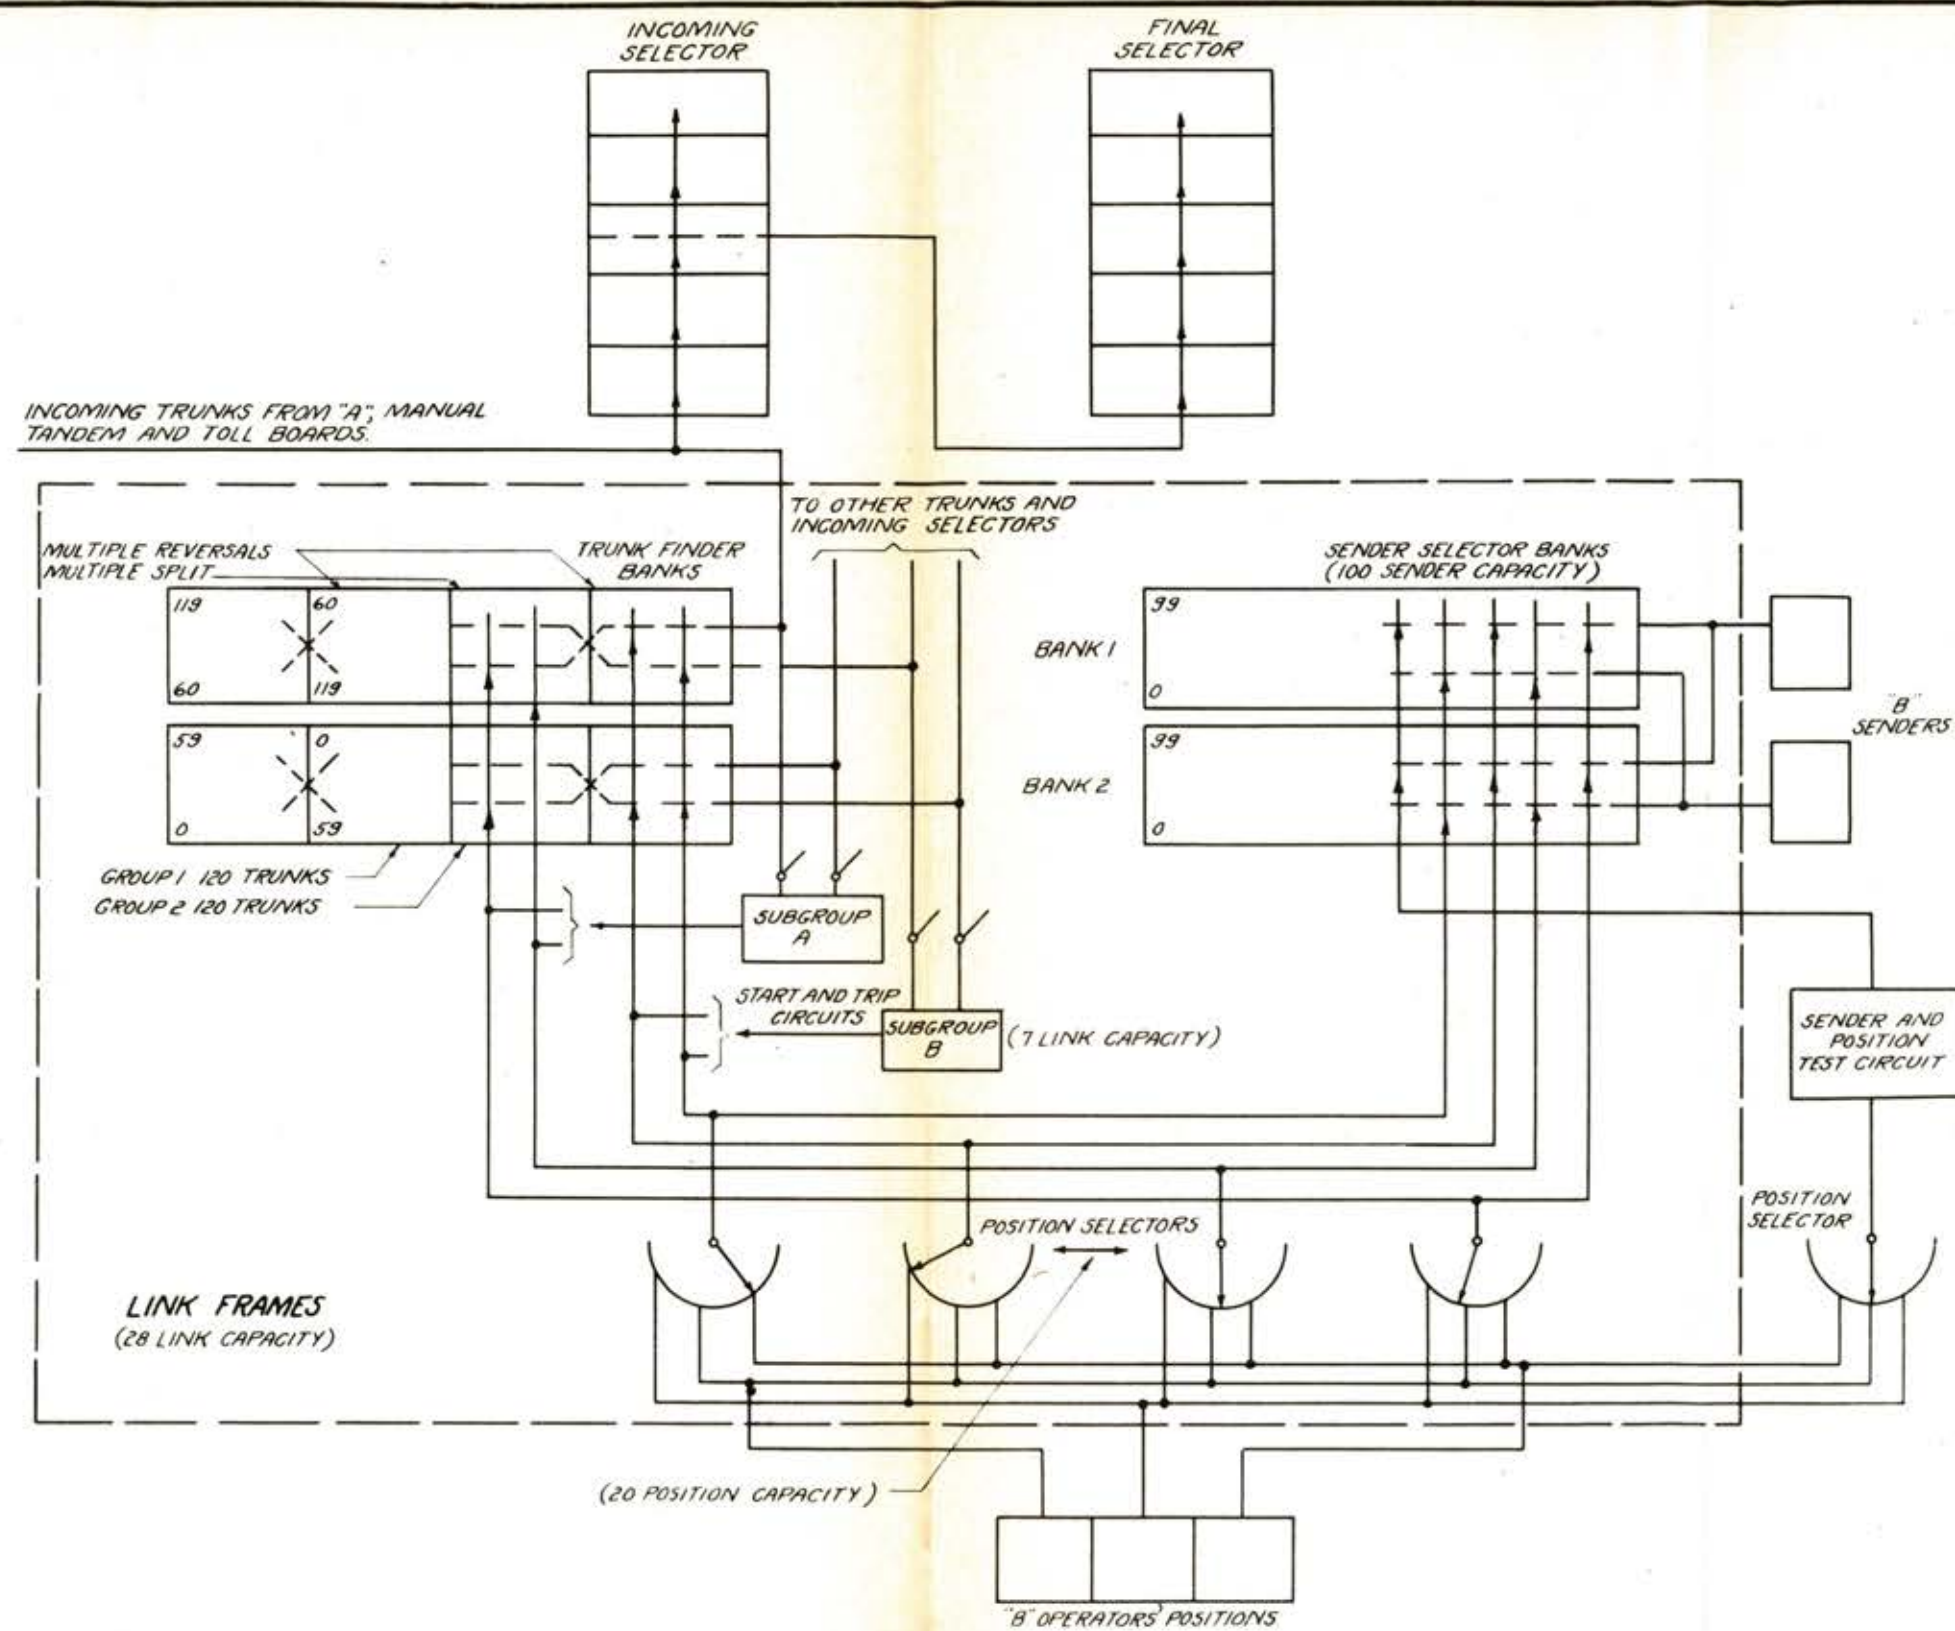 INCOMING
SELECTOR
FINAL
SELECTOR
INCOMING TRUNKS FROM "A", MANUAL
TANDEM AND TOLL BOARDS.
TO OTHER TRUNKS AND
INCOMING SELECTORS
MULTIPLE REVERSALS
MULTIPLE SPLIT
TRUNK FINDER
BANKS
119
60
60
119
59
0
0
59
GROUP 1 120 TRUNKS
GROUP 2 120 TRUNKS
SENDER SELECTOR BANKS
(100 SENDER CAPACITY)
BANK 1
99
0
BANK 2
99
0
"B"
SENDERS
SUBGROUP
A
START AND TRIP
CIRCUITS
SUBGROUP
B
(7 LINK CAPACITY)
SENDER AND
POSITION
TEST CIRCUIT
POSITION
SELECTOR
POSITION SELECTORS
LINK FRAMES
(28 LINK CAPACITY)
(20 POSITION CAPACITY)
"B" OPERATORS' POSITIONS